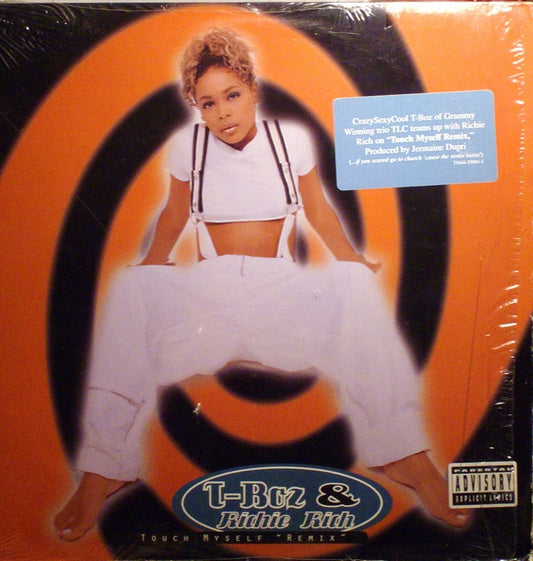 CrazySexyCool T-Boz of Grammy
Winning trio TLC teams up with Richie
Rich on "Touch Myself Remix,"
Produced by Jermaine Dupri
(...if you scared go to church 'cause the remix hurts!)
T-Boz &
Richie Rich
TOUCH MYSELF "REMIX"
PARENTAL
ADVISORY
EXPLICIT LYRICS